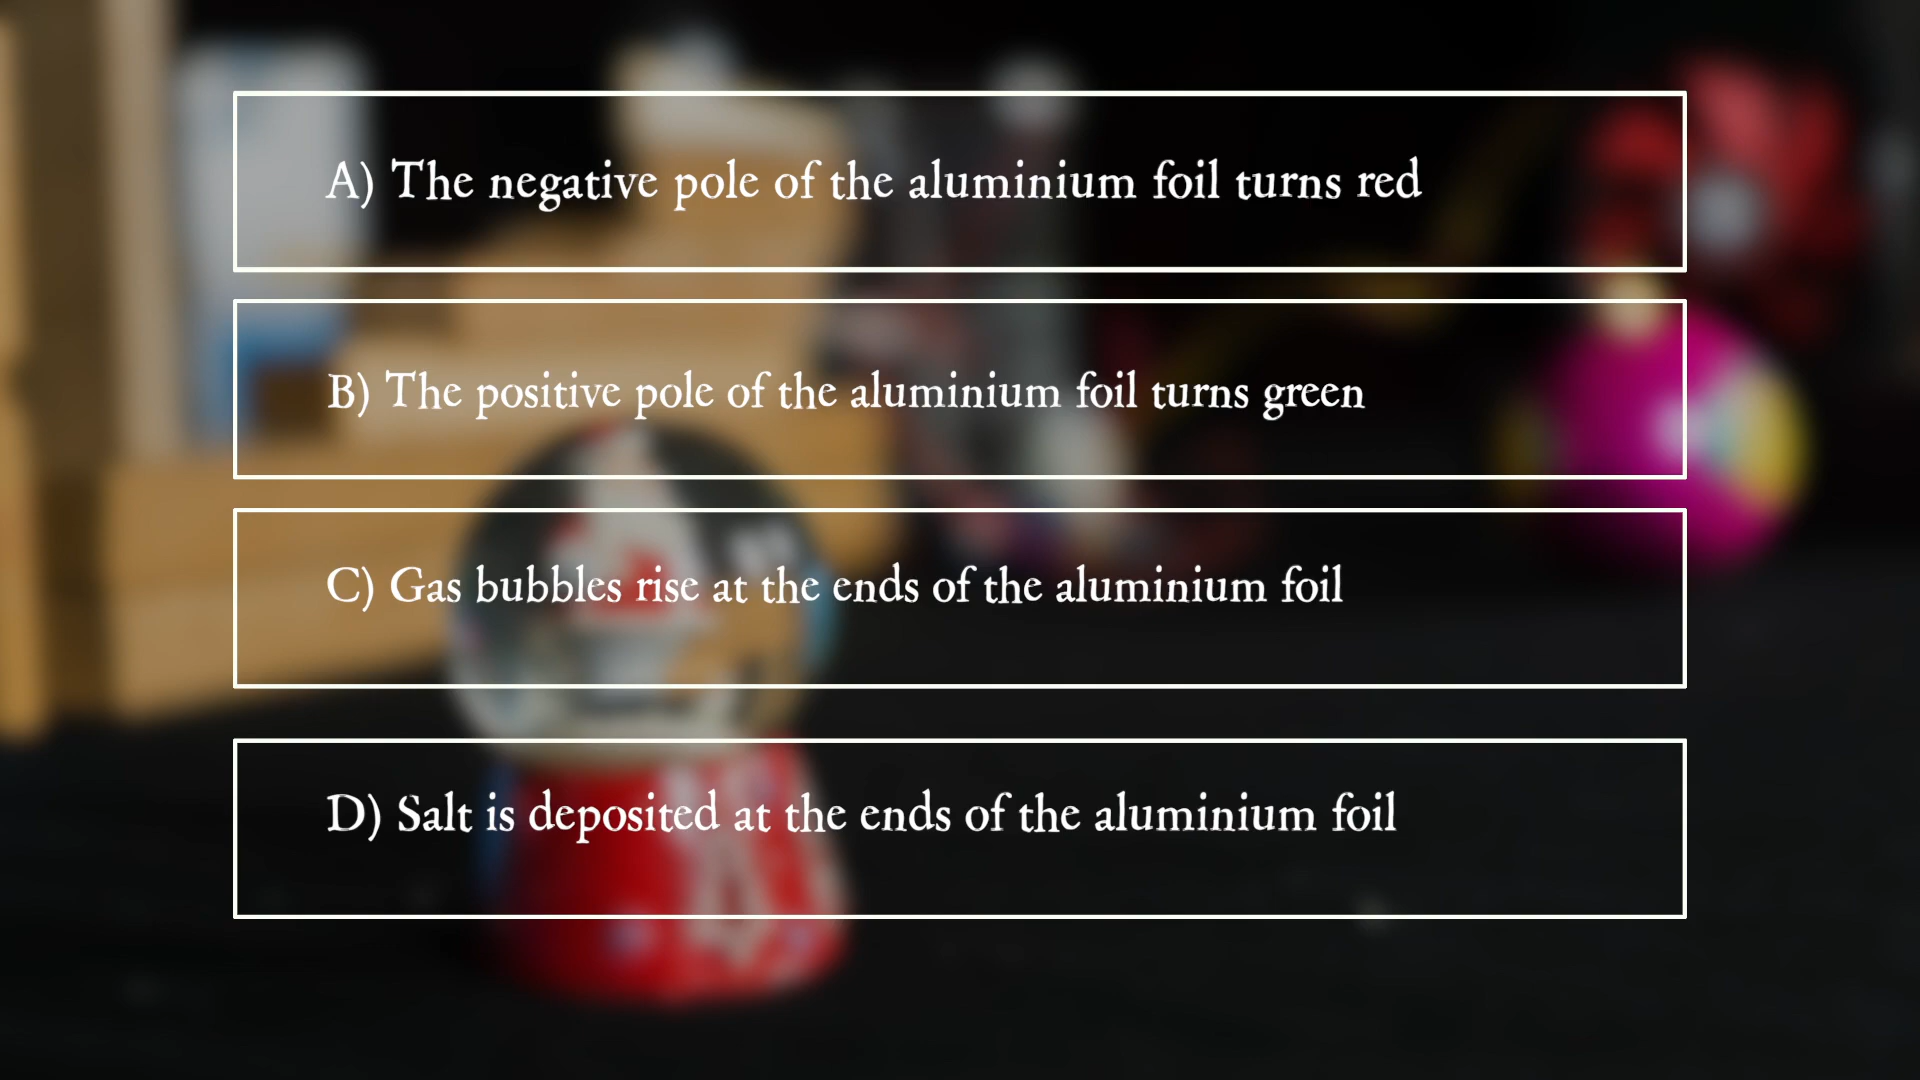 A) The negative pole of the aluminium foil turns red
B) The positive pole of the aluminium foil turns green
C) Gas bubbles rise at the ends of the aluminium foil
D) Salt is deposited at the ends of the aluminium foil